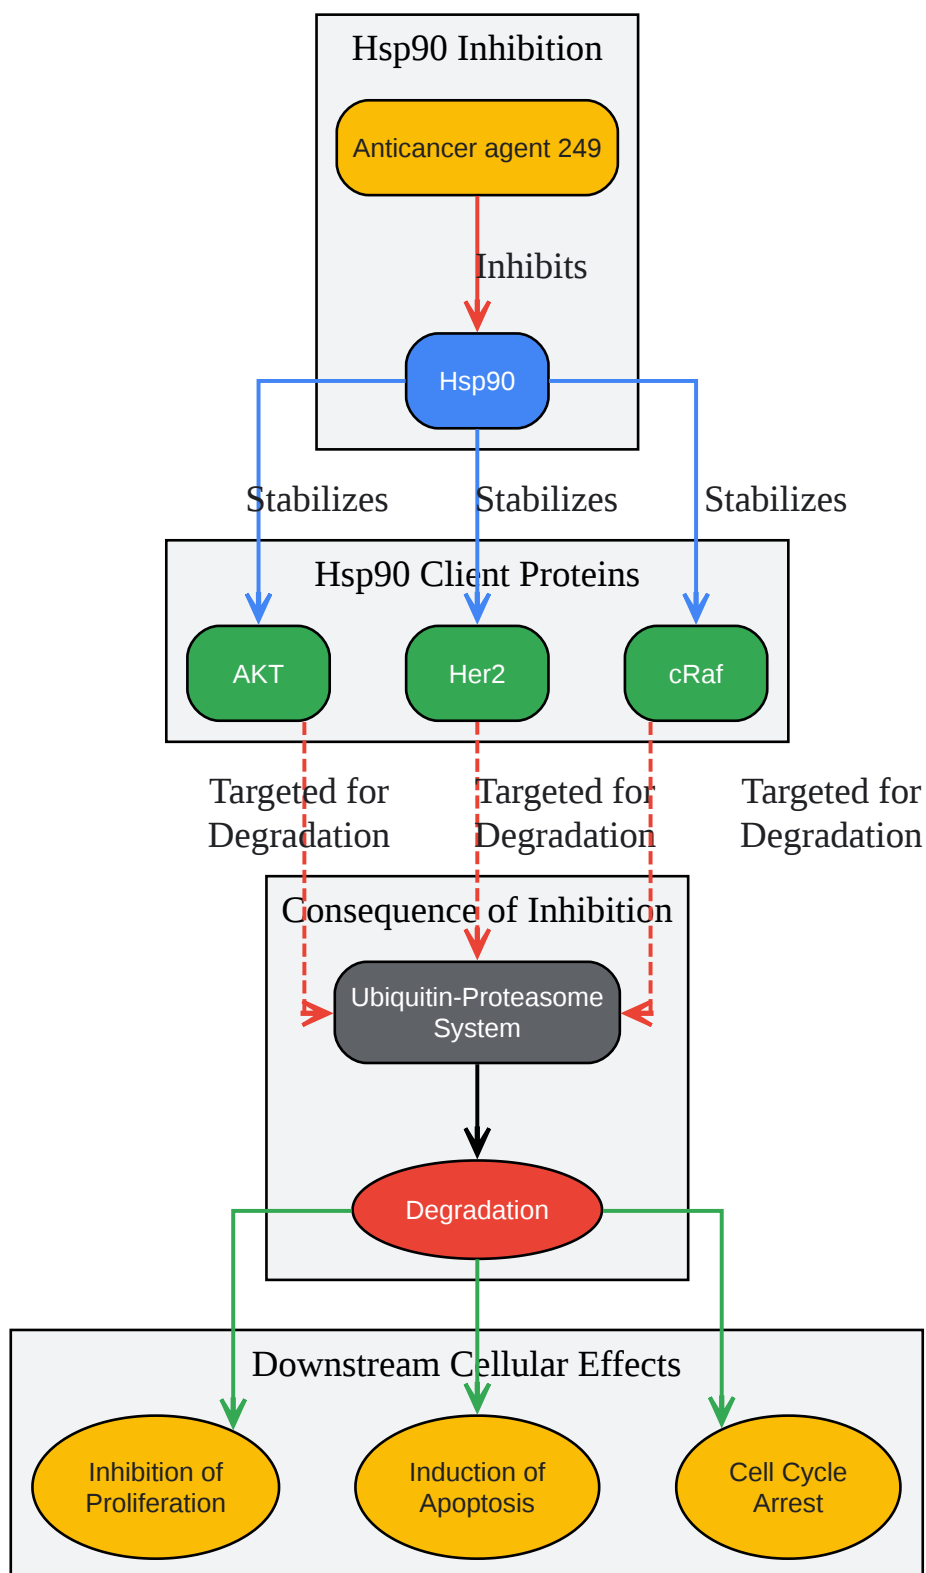 Hsp90 Inhibition
Anticancer agent 249
Inhibits
Hsp90
Stabilizes
Stabilizes
Stabilizes
Hsp90 Client Proteins
AKT
Her2
cRaf
Targeted for
Degradation
Targeted for
Degradation
Targeted for
Degradation
Consequence of Inhibition
Ubiquitin-Proteasome
System
Degradation
Downstream Cellular Effects
Inhibition of
Proliferation
Induction of
Apoptosis
Cell Cycle
Arrest